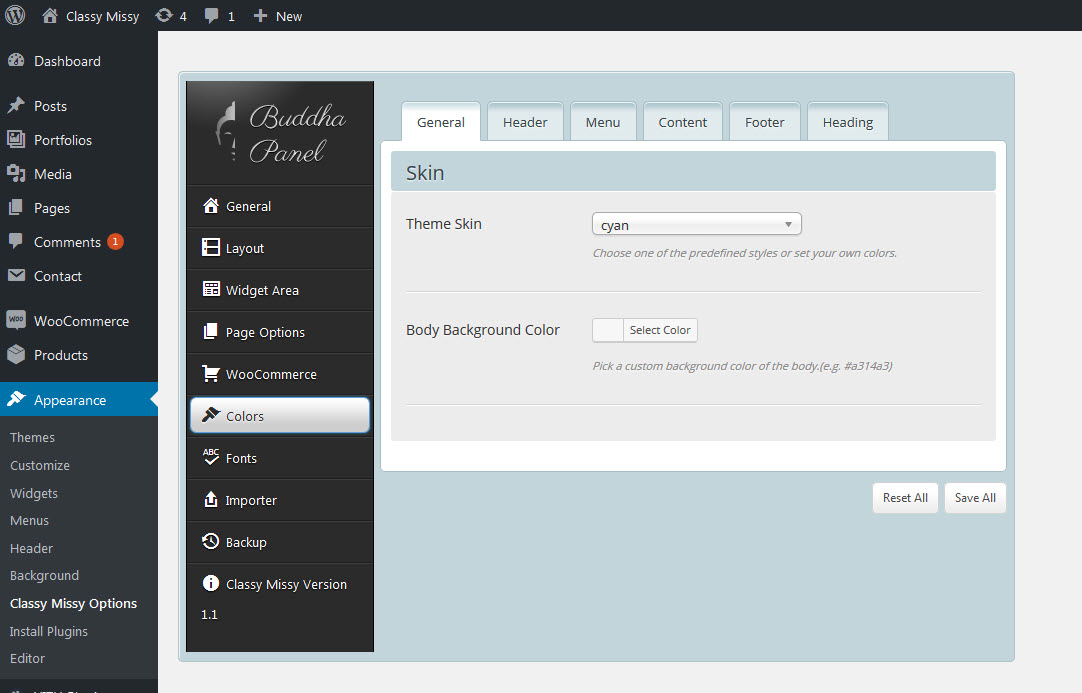 Classy Missy 4 1 New
Dashboard
Posts
Portfolios
Media
Pages
Comments 1
Contact
WOO WooCommerce
Products
Appearance
Themes
Customize
Widgets
Menus
Header
Background
Classy Missy Options
Install Plugins
Editor
Buddha
Panel
General
Layout
Widget Area
Page Options
WooCommerce
Colors
ABC Fonts
Importer
Backup
Classy Missy Version
1.1
General Header Menu Content Footer Heading
Skin
Theme Skin cyan
Choose one of the predefined styles or set your own colors.
Body Background Color Select Color
Pick a custom background color of the body.(e.g. #a314a3)
Reset All Save All